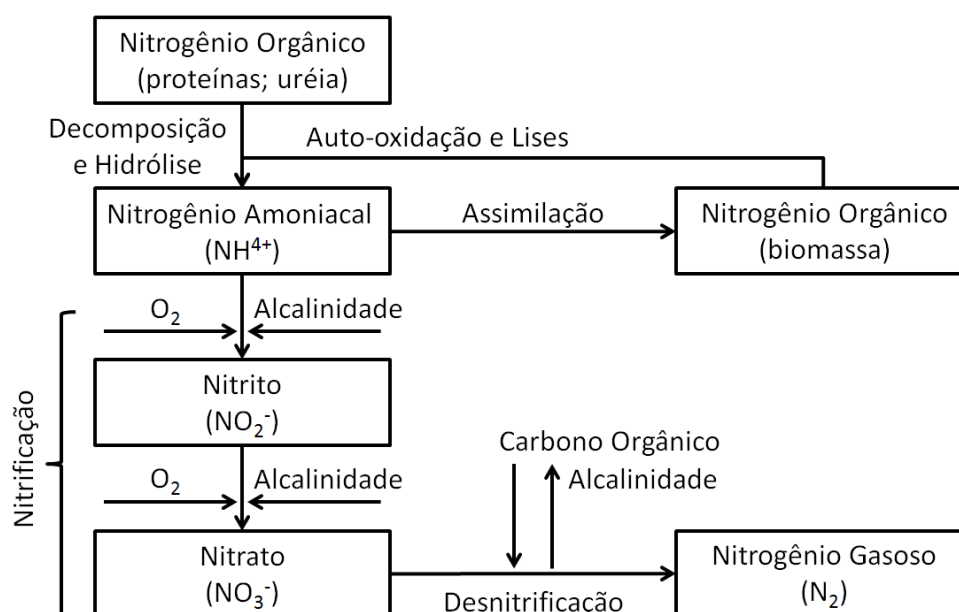 Nitrogênio Orgânico
(proteínas; uréia)
Decomposição
e Hidrólise
Auto-oxidação e Lises
Nitrogênio Amoniacal
(NH⁴⁺)
Assimilação
Nitrogênio Orgânico
(biomassa)
O₂
Alcalinidade
Nitrito
(NO₂⁻)
Nitrificação
O₂
Alcalinidade
Carbono Orgânico
Alcalinidade
Nitrato
(NO₃⁻)
Desnitrificação
Nitrogênio Gasoso
(N₂)